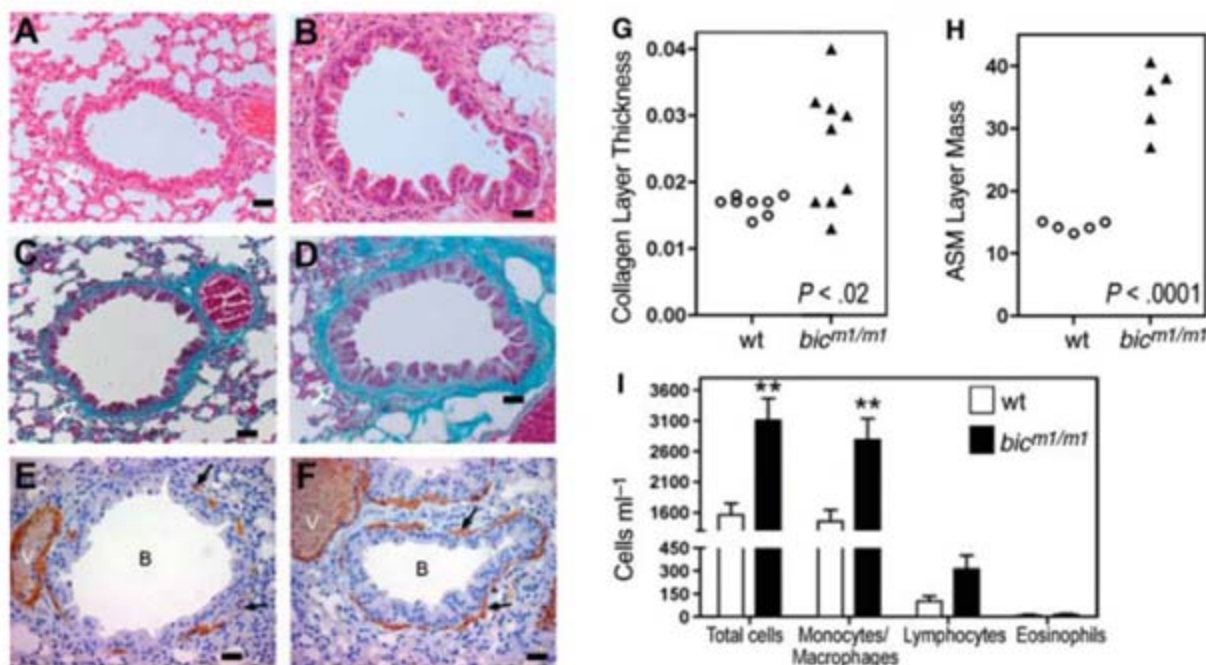 A
B
C
D
E
B
V
F
V
B
G
Collagen Layer Thickness
0.04
0.03
0.02
0.01
0.00
P < .02
wt
bic^m1/m1
H
ASM Layer Mass
40
30
20
10
0
P < .0001
wt
bic^m1/m1
I
Cells ml⁻¹
3600
3100
2600
2100
1600
450
300
150
0
**
**
wt
bic^m1/m1
Total cells
Monocytes/
Macrophages
Lymphocytes
Eosinophils